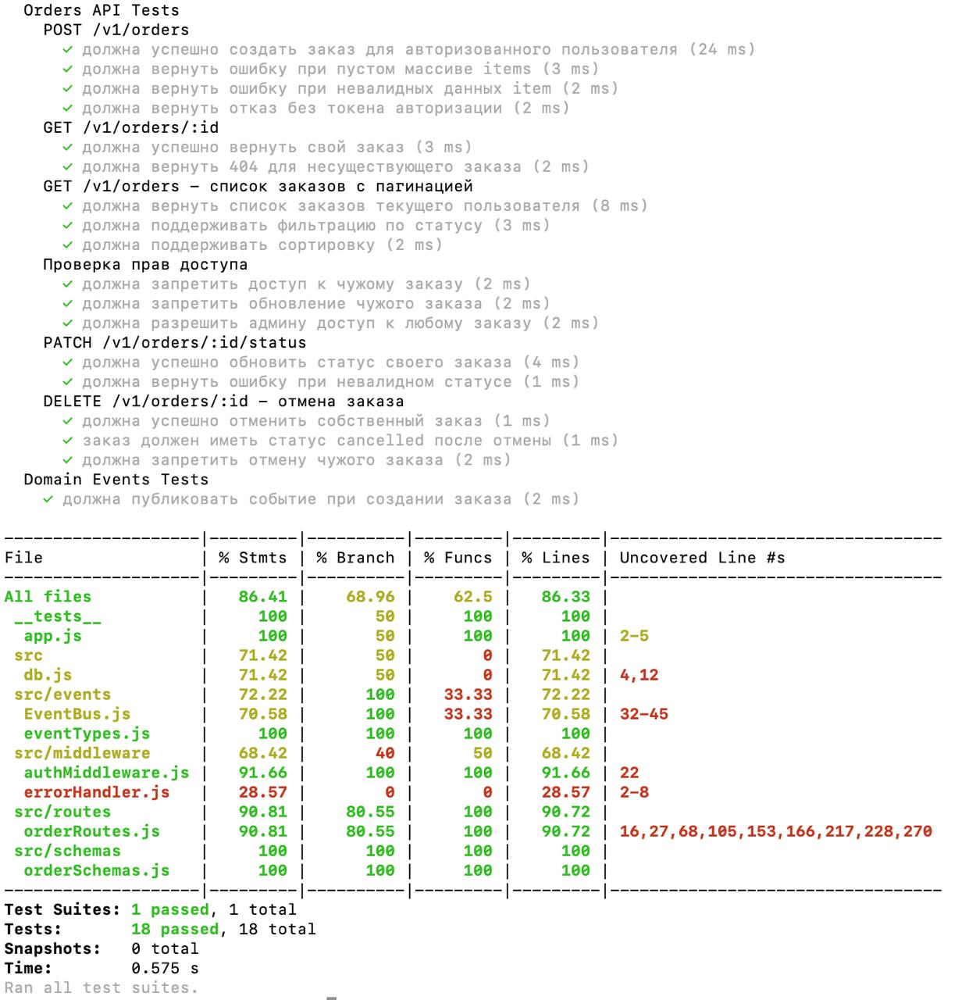 Orders API Tests
POST /v1/orders
✓ должна успешно создать заказ для авторизованного пользователя (24 ms)
✓ должна вернуть ошибку при пустом массиве items (3 ms)
✓ должна вернуть ошибку при невалидных данных item (2 ms)
✓ должна вернуть отказ без токена авторизации (2 ms)
GET /v1/orders/:id
✓ должна успешно вернуть свой заказ (3 ms)
✓ должна вернуть 404 для несуществующего заказа (2 ms)
GET /v1/orders – список заказов с пагинацией
✓ должна вернуть список заказов текущего пользователя (8 ms)
✓ должна поддерживать фильтрацию по статусу (3 ms)
✓ должна поддерживать сортировку (2 ms)
Проверка прав доступа
✓ должна запретить доступ к чужому заказу (2 ms)
✓ должна запретить обновление чужого заказа (2 ms)
✓ должна разрешить админу доступ к любому заказу (2 ms)
PATCH /v1/orders/:id/status
✓ должна успешно обновить статус своего заказа (4 ms)
✓ должна вернуть ошибку при невалидном статусе (1 ms)
DELETE /v1/orders/:id – отмена заказа
✓ должна успешно отменить собственный заказ (1 ms)
✓ заказ должен иметь статус cancelled после отмены (1 ms)
✓ должна запретить отмену чужого заказа (2 ms)
Domain Events Tests
✓ должна публиковать событие при создании заказа (2 ms)
--------------------|---------|----------|---------|---------|----------------------------------
File | % Stmts | % Branch | % Funcs | % Lines | Uncovered Line #s
--------------------|---------|----------|---------|---------|----------------------------------
All files | 86.41 | 68.96 | 62.5 | 86.33 |
__tests__ | 100 | 50 | 100 | 100 |
app.js | 100 | 50 | 100 | 100 | 2-5
src | 71.42 | 50 | 0 | 71.42 |
db.js | 71.42 | 50 | 0 | 71.42 | 4,12
src/events | 72.22 | 100 | 33.33 | 72.22 |
EventBus.js | 70.58 | 100 | 33.33 | 70.58 | 32-45
eventTypes.js | 100 | 100 | 100 | 100 |
src/middleware | 68.42 | 40 | 50 | 68.42 |
authMiddleware.js | 91.66 | 100 | 100 | 91.66 | 22
errorHandler.js | 28.57 | 0 | 0 | 28.57 | 2-8
src/routes | 90.81 | 80.55 | 100 | 90.72 |
orderRoutes.js | 90.81 | 80.55 | 100 | 90.72 | 16,27,68,105,153,166,217,228,270
src/schemas | 100 | 100 | 100 | 100 |
orderSchemas.js | 100 | 100 | 100 | 100 |
--------------------|---------|----------|---------|---------|----------------------------------
Test Suites: 1 passed, 1 total
Tests: 18 passed, 18 total
Snapshots: 0 total
Time: 0.575 s
Ran all test suites.